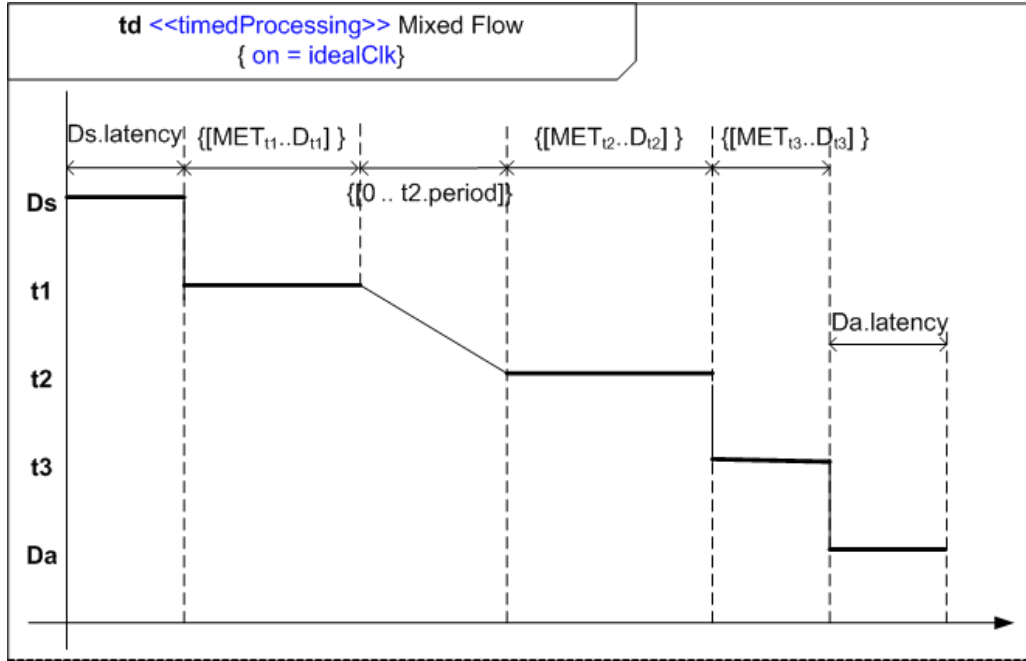 td <<timedProcessing>> Mixed Flow
{ on = idealClk}
Ds.latency
{[METt1..Dt1] }
{[METt2..Dt2] }
{[METt3..Dt3] }
{[0 .. t2.period]}
Ds
t1
Da.latency
t2
t3
Da